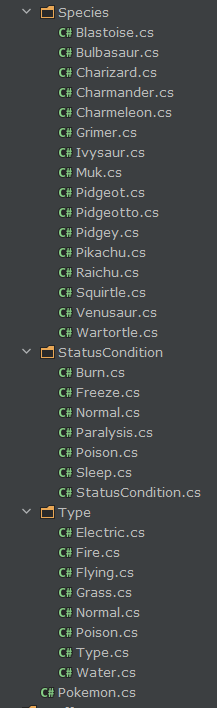 Species
C# Blastoise.cs
C# Bulbasaur.cs
C# Charizard.cs
C# Charmander.cs
C# Charmeleon.cs
C# Grimer.cs
C# Ivysaur.cs
C# Muk.cs
C# Pidgeot.cs
C# Pidgeotto.cs
C# Pidgey.cs
C# Pikachu.cs
C# Raichu.cs
C# Squirtle.cs
C# Venusaur.cs
C# Wartortle.cs
StatusCondition
C# Burn.cs
C# Freeze.cs
C# Normal.cs
C# Paralysis.cs
C# Poison.cs
C# Sleep.cs
C# StatusCondition.cs
Type
C# Electric.cs
C# Fire.cs
C# Flying.cs
C# Grass.cs
C# Normal.cs
C# Poison.cs
C# Type.cs
C# Water.cs
C# Pokemon.cs